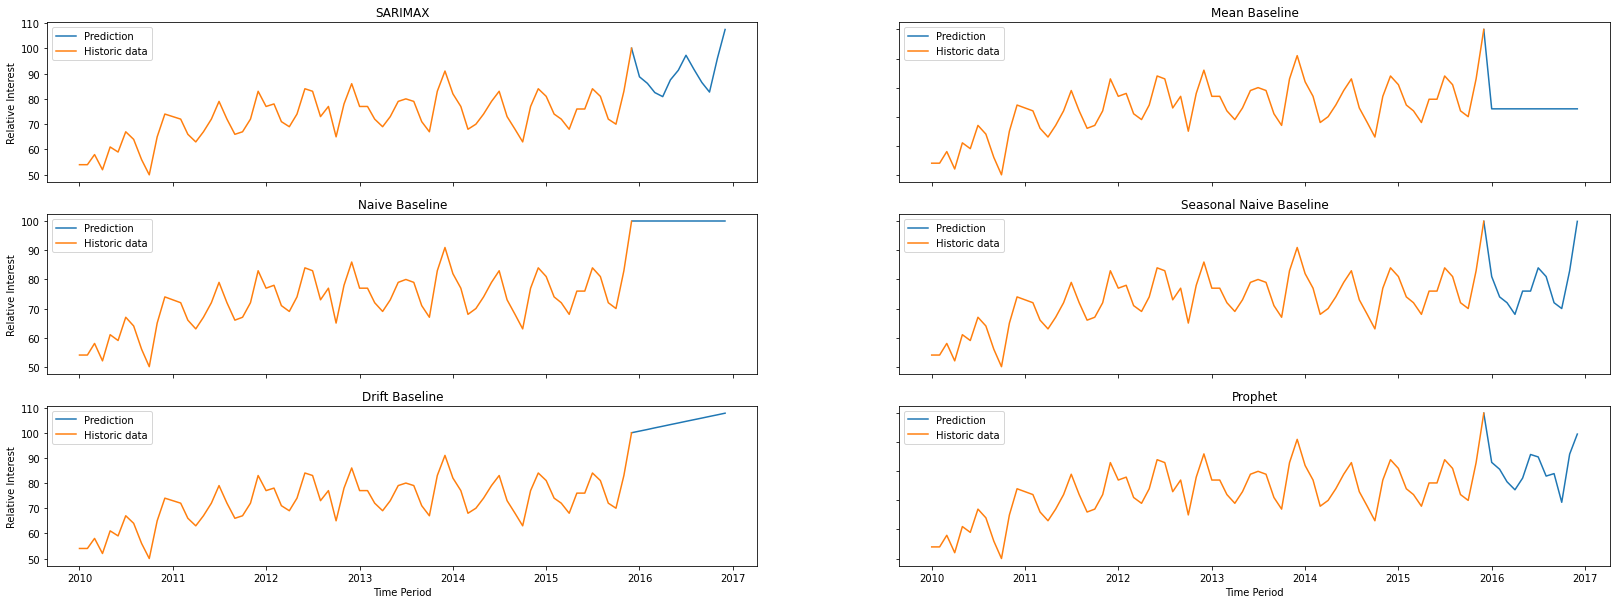 SARIMAX
110
100
90
80
70
60
50
Relative Interest
Prediction
Historic data
Mean Baseline
Prediction
Historic data
Naive Baseline
100
90
80
70
60
50
Relative Interest
Prediction
Historic data
Seasonal Naive Baseline
Prediction
Historic data
Drift Baseline
110
100
90
80
70
60
50
Relative Interest
Prediction
Historic data
2010 2011 2012 2013 2014 2015 2016 2017
Time Period
Prophet
Prediction
Historic data
2010 2011 2012 2013 2014 2015 2016 2017
Time Period